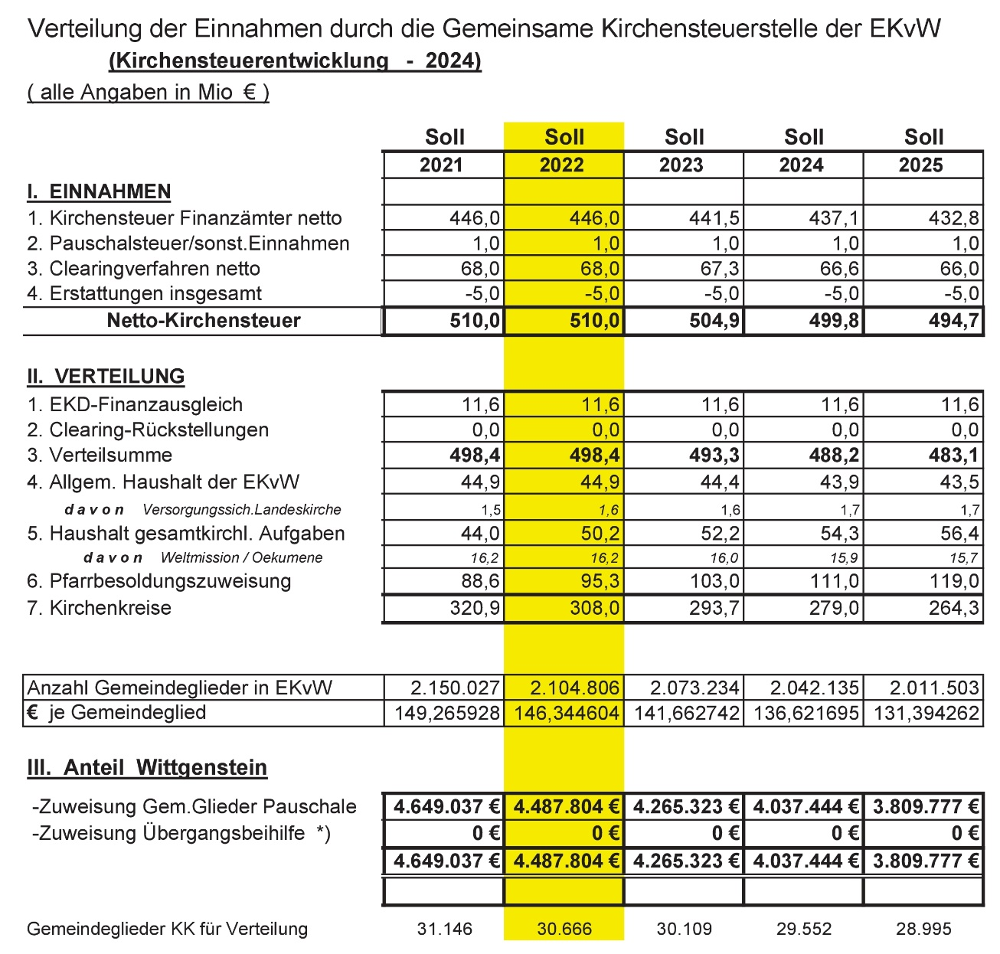 Verteilung der Einnahmen durch die Gemeinsame Kirchensteuerstelle der EKvW
(Kirchensteuerentwicklung - 2024)
( alle Angaben in Mio € )
Soll Soll Soll Soll Soll
2021 2022 2023 2024 2025
I. EINNAHMEN
1. Kirchensteuer Finanzämter netto 446,0 446,0 441,5 437,1 432,8
2. Pauschalsteuer/sonst.Einnahmen 1,0 1,0 1,0 1,0 1,0
3. Clearingverfahren netto 68,0 68,0 67,3 66,6 66,0
4. Erstattungen insgesamt -5,0 -5,0 -5,0 -5,0 -5,0
Netto-Kirchensteuer 510,0 510,0 504,9 499,8 494,7
II. VERTEILUNG
1. EKD-Finanzausgleich 11,6 11,6 11,6 11,6 11,6
2. Clearing-Rückstellungen 0,0 0,0 0,0 0,0 0,0
3. Verteilsumme 498,4 498,4 493,3 488,2 483,1
4. Allgem. Haushalt der EKvW 44,9 44,9 44,4 43,9 43,5
davon Versorgungssich.Landeskirche 1,5 1,6 1,6 1,7 1,7
5. Haushalt gesamtkirchl. Aufgaben 44,0 50,2 52,2 54,3 56,4
davon Weltmission / Oekumene 16,2 16,2 16,0 15,9 15,7
6. Pfarrbesoldungszuweisung 88,6 95,3 103,0 111,0 119,0
7. Kirchenkreise 320,9 308,0 293,7 279,0 264,3
Anzahl Gemeindeglieder in EKvW 2.150.027 2.104.806 2.073.234 2.042.135 2.011.503
€ je Gemeindeglied 149,265928 146,344604 141,662742 136,621695 131,394262
III. Anteil Wittgenstein
-Zuweisung Gem.Glieder Pauschale 4.649.037 € 4.487.804 € 4.265.323 € 4.037.444 € 3.809.777 €
-Zuweisung Übergangsbeihilfe *) 0 € 0 € 0 € 0 € 0 €
4.649.037 € 4.487.804 € 4.265.323 € 4.037.444 € 3.809.777 €
Gemeindeglieder KK für Verteilung 31.146 30.666 30.109 29.552 28.995